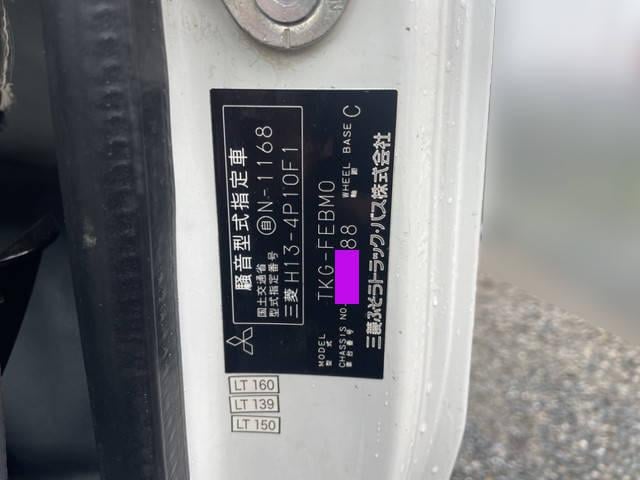 騒音型式指定車
国土交通省
型式指定番号
自N-1168
三菱 H13-4P10F1
MODEL
型式
TKG-FEBM0
CHASSIS NO.
車台番号
88
WHEEL BASE C
軸距
三菱ふそうトラック・バス株式会社
LT 160
LT 139
LT 150